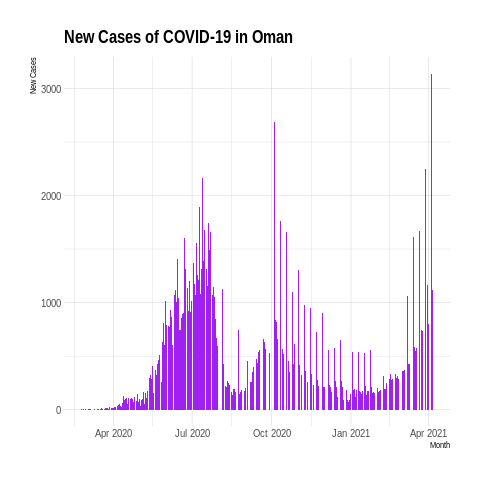 New Cases of COVID-19 in Oman
New Cases
3000
2000
1000
0
Apr 2020 Jul 2020 Oct 2020 Jan 2021 Apr 2021
Month